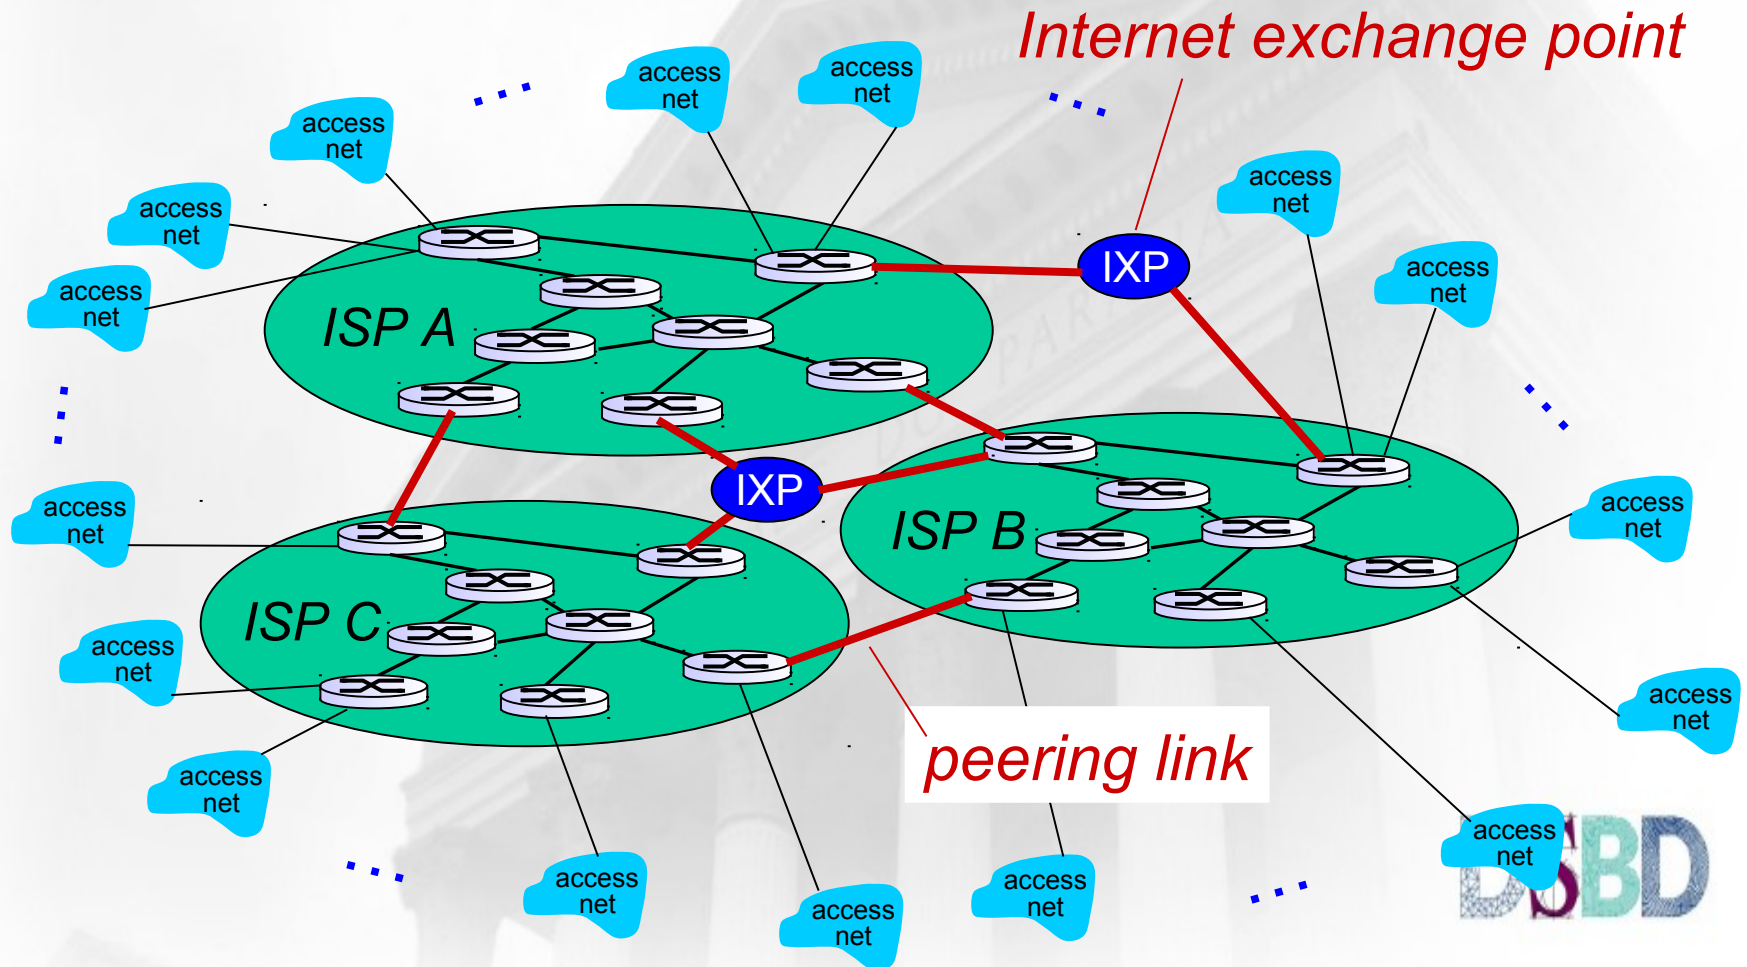 Internet exchange point
access
net
access
net
access
net
access
net
access
net
access
net
access
net
IXP
ISP A
IXP
ISP B
access
net
access
net
ISP C
access
net
access
net
peering link
access
net
access
net
access
net
access
net
access
net
DSBD